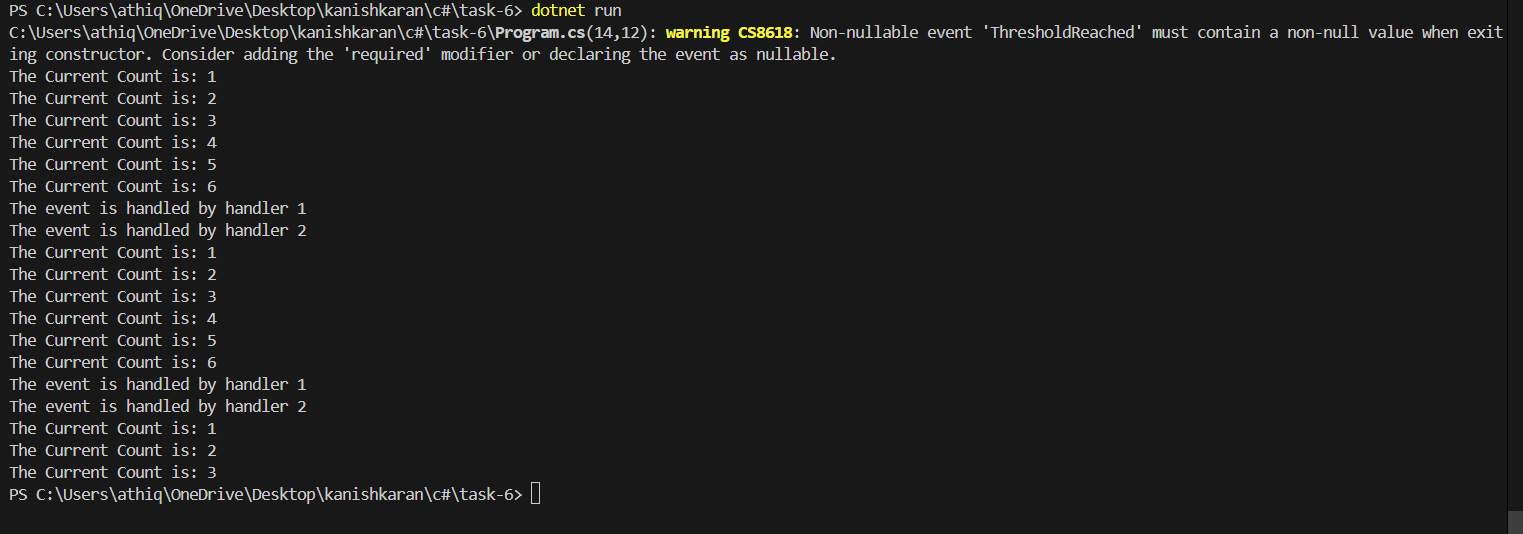 PS C:\Users\athiq\OneDrive\Desktop\kanishkaran\c#\task-6> dotnet run
C:\Users\athiq\OneDrive\Desktop\kanishkaran\c#\task-6\Program.cs(14,12): warning CS8618: Non-nullable event 'ThresholdReached' must contain a non-null value when exit
ing constructor. Consider adding the 'required' modifier or declaring the event as nullable.
The Current Count is: 1
The Current Count is: 2
The Current Count is: 3
The Current Count is: 4
The Current Count is: 5
The Current Count is: 6
The event is handled by handler 1
The event is handled by handler 2
The Current Count is: 1
The Current Count is: 2
The Current Count is: 3
The Current Count is: 4
The Current Count is: 5
The Current Count is: 6
The event is handled by handler 1
The event is handled by handler 2
The Current Count is: 1
The Current Count is: 2
The Current Count is: 3
PS C:\Users\athiq\OneDrive\Desktop\kanishkaran\c#\task-6>